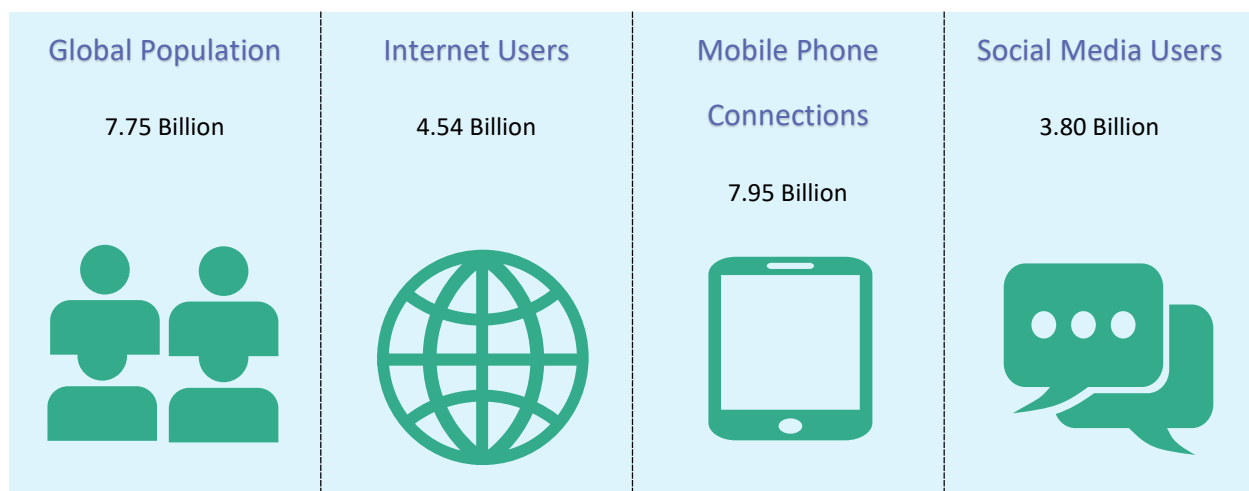 Global Population
7.75 Billion
Internet Users
4.54 Billion
Mobile Phone
Connections
7.95 Billion
Social Media Users
3.80 Billion